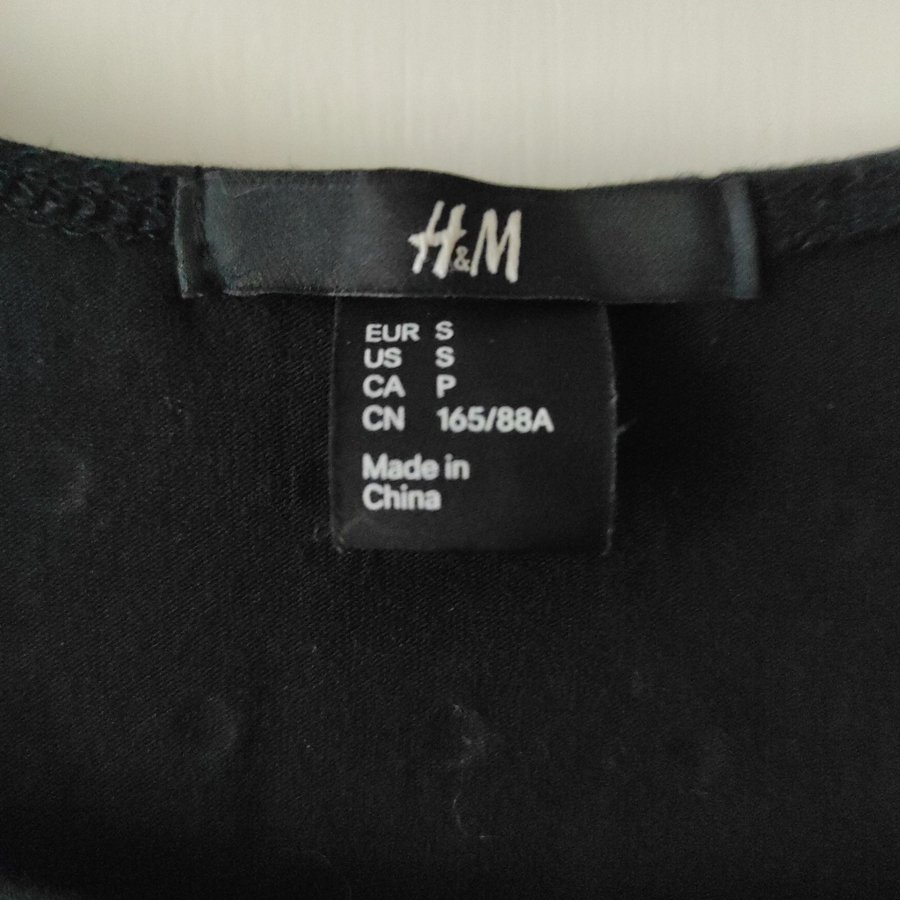 H&M
EUR S
US S
CA P
CN 165/88A
Made in
China